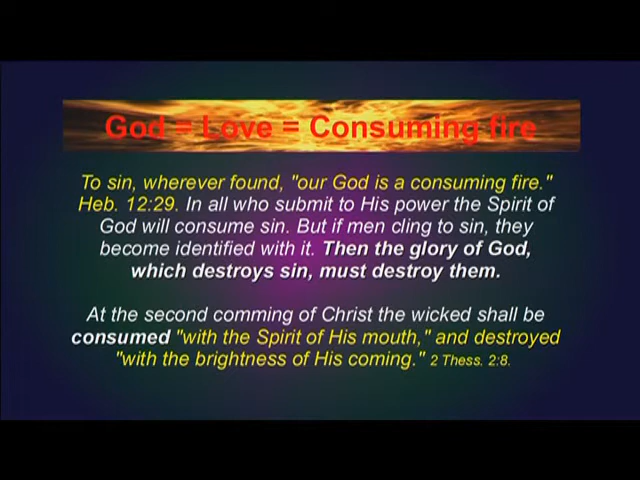 God = Love = Consuming fire
To sin, wherever found, "our God is a consuming fire."
Heb. 12:29. In all who submit to His power the Spirit of
God will consume sin. But if men cling to sin, they
become identified with it. Then the glory of God,
which destroys sin, must destroy them.
At the second comming of Christ the wicked shall be
consumed "with the Spirit of His mouth," and destroyed
"with the brightness of His coming." 2 Thess. 2:8.